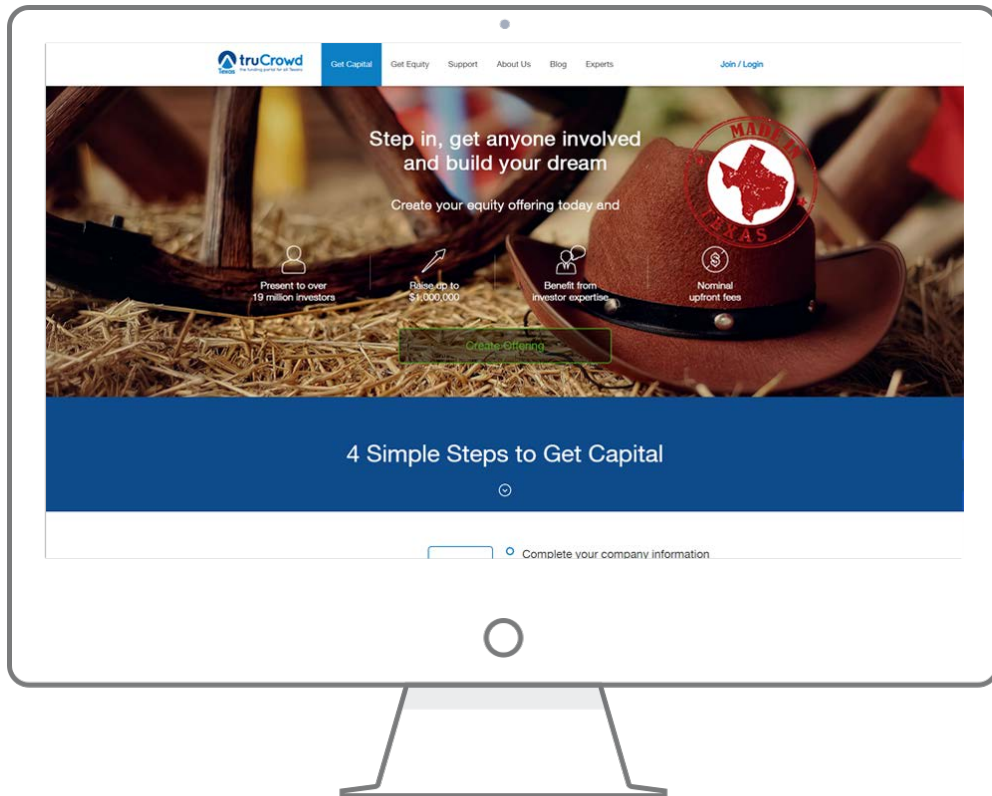 truCrowd
Texas the funding portal for all Texans
Get Capital
Get Equity
Support
About Us
Blog
Experts
Join / Login
Step in, get anyone involved
and build your dream
Create your equity offering today and
MADE IN
TEXAS
Present to over
19 million investors
Raise up to
$1,000,000
Benefit from
investor expertise
Nominal
upfront fees
Create Offering
4 Simple Steps to Get Capital
Complete your company information